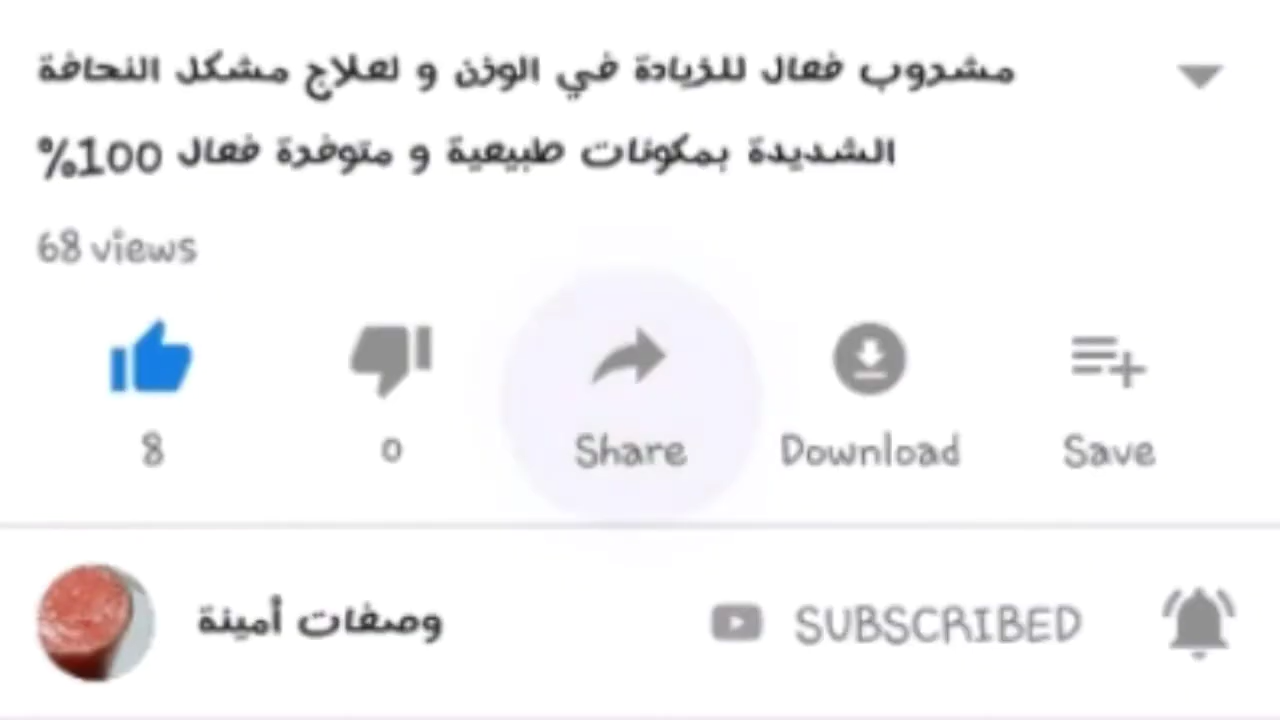 مشروب فعال للزيادة في الوزن و لعلاج مشكل النحافة
الشديدة بمكونات طبيعية و متوفرة فعال 100%
68 views
8
0
Share
Download
Save
وصفات أمينة
SUBSCRIBED